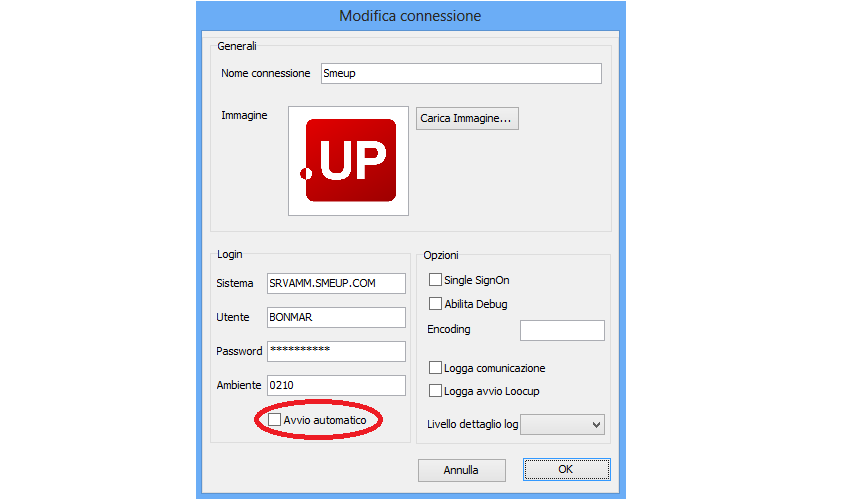 Modifica connessione
Generali
Nome connessione Smeup
Immagine
.UP
Carica Immagine...
Login
Sistema SRVAMM.SMEUP.COM
Utente BONMAR
Password **********
Ambiente 0210
Avvio automatico
Opzioni
Single SignOn
Abilita Debug
Encoding
Logga comunicazione
Logga avvio Loocup
Livello dettaglio log
Annulla
OK